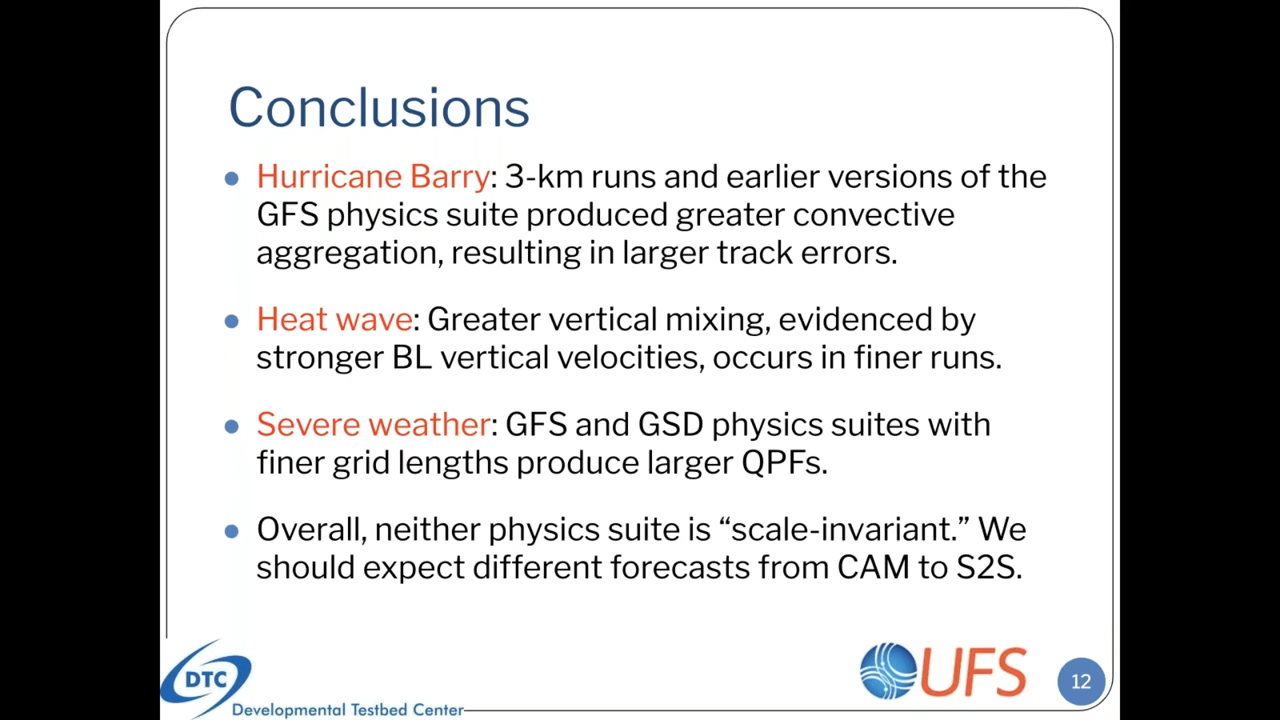 Conclusions
• Hurricane Barry: 3-km runs and earlier versions of the
GFS physics suite produced greater convective
aggregation, resulting in larger track errors.
• Heat wave: Greater vertical mixing, evidenced by
stronger BL vertical velocities, occurs in finer runs.
• Severe weather: GFS and GSD physics suites with
finer grid lengths produce larger QPFs.
• Overall, neither physics suite is “scale-invariant.” We
should expect different forecasts from CAM to S2S.
DTC
Developmental Testbed Center
UFS
12